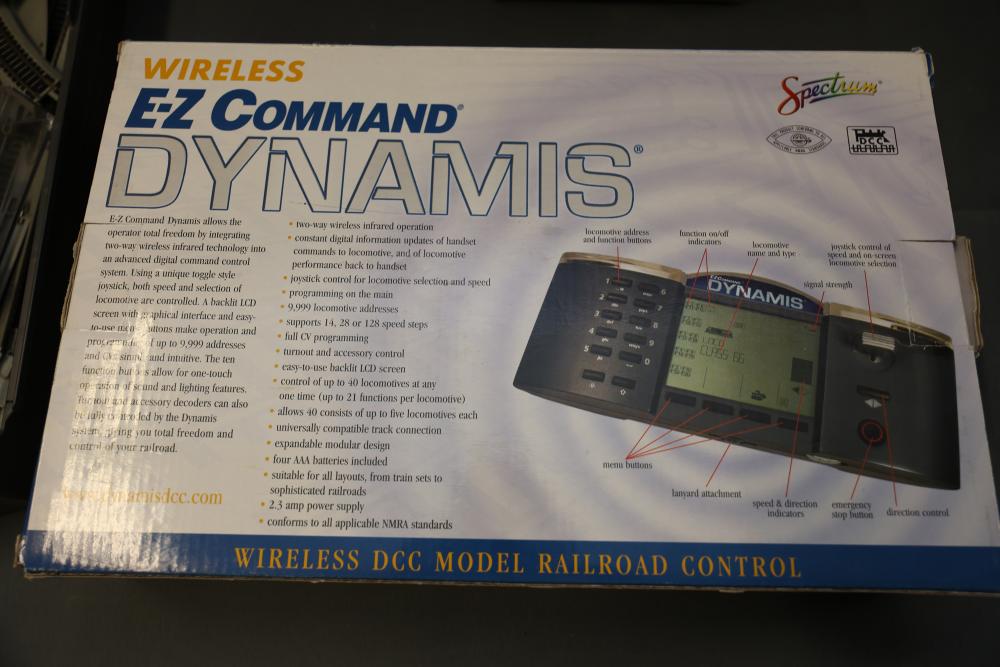 WIRELESS
E-Z COMMAND®
DYNAMIS®
Spectrum®
DCC
E-Z Command Dynamis allows the
operator total freedom by integrating
two-way wireless infrared technology into
an advanced digital command control
system. Using a unique toggle style
joystick, both speed and selection of
locomotive are controlled. A backlit LCD
screen with graphical interface and easy-
to-use menu buttons make operation and
programming of up to 9,999 addresses
and CVs simple and intuitive. The ten
function buttons allow for one-touch
operation of sound and lighting features.
Turnout and accessory decoders can also
be fully controlled by the Dynamis
system, giving you total freedom and
control of your railroad.
www.dynamisdcc.com
• two-way wireless infrared operation
• constant digital information updates of handset
commands to locomotive, and of locomotive
performance back to handset
• joystick control for locomotive selection and speed
• programming on the main
• 9,999 locomotive addresses
• supports 14, 28 or 128 speed steps
• full CV programming
• turnout and accessory control
• easy-to-use backlit LCD screen
• control of up to 40 locomotives at any
one time (up to 21 functions per locomotive)
• allows 40 consists of up to five locomotives each
• universally compatible track connection
• expandable modular design
• four AAA batteries included
• suitable for all layouts, from train sets to
sophisticated railroads
• 2.3 amp power supply
• conforms to all applicable NMRA standards
locomotive address
and function buttons
function on/off
indicators
locomotive
name and type
joystick control of
speed and on-screen
locomotive selection
signal strength
E-Z COMMAND
DYNAMIS
LOCO
CLASS 66
menu buttons
lanyard attachment
speed & direction
indicators
emergency
stop button
direction control
WIRELESS DCC MODEL RAILROAD CONTROL